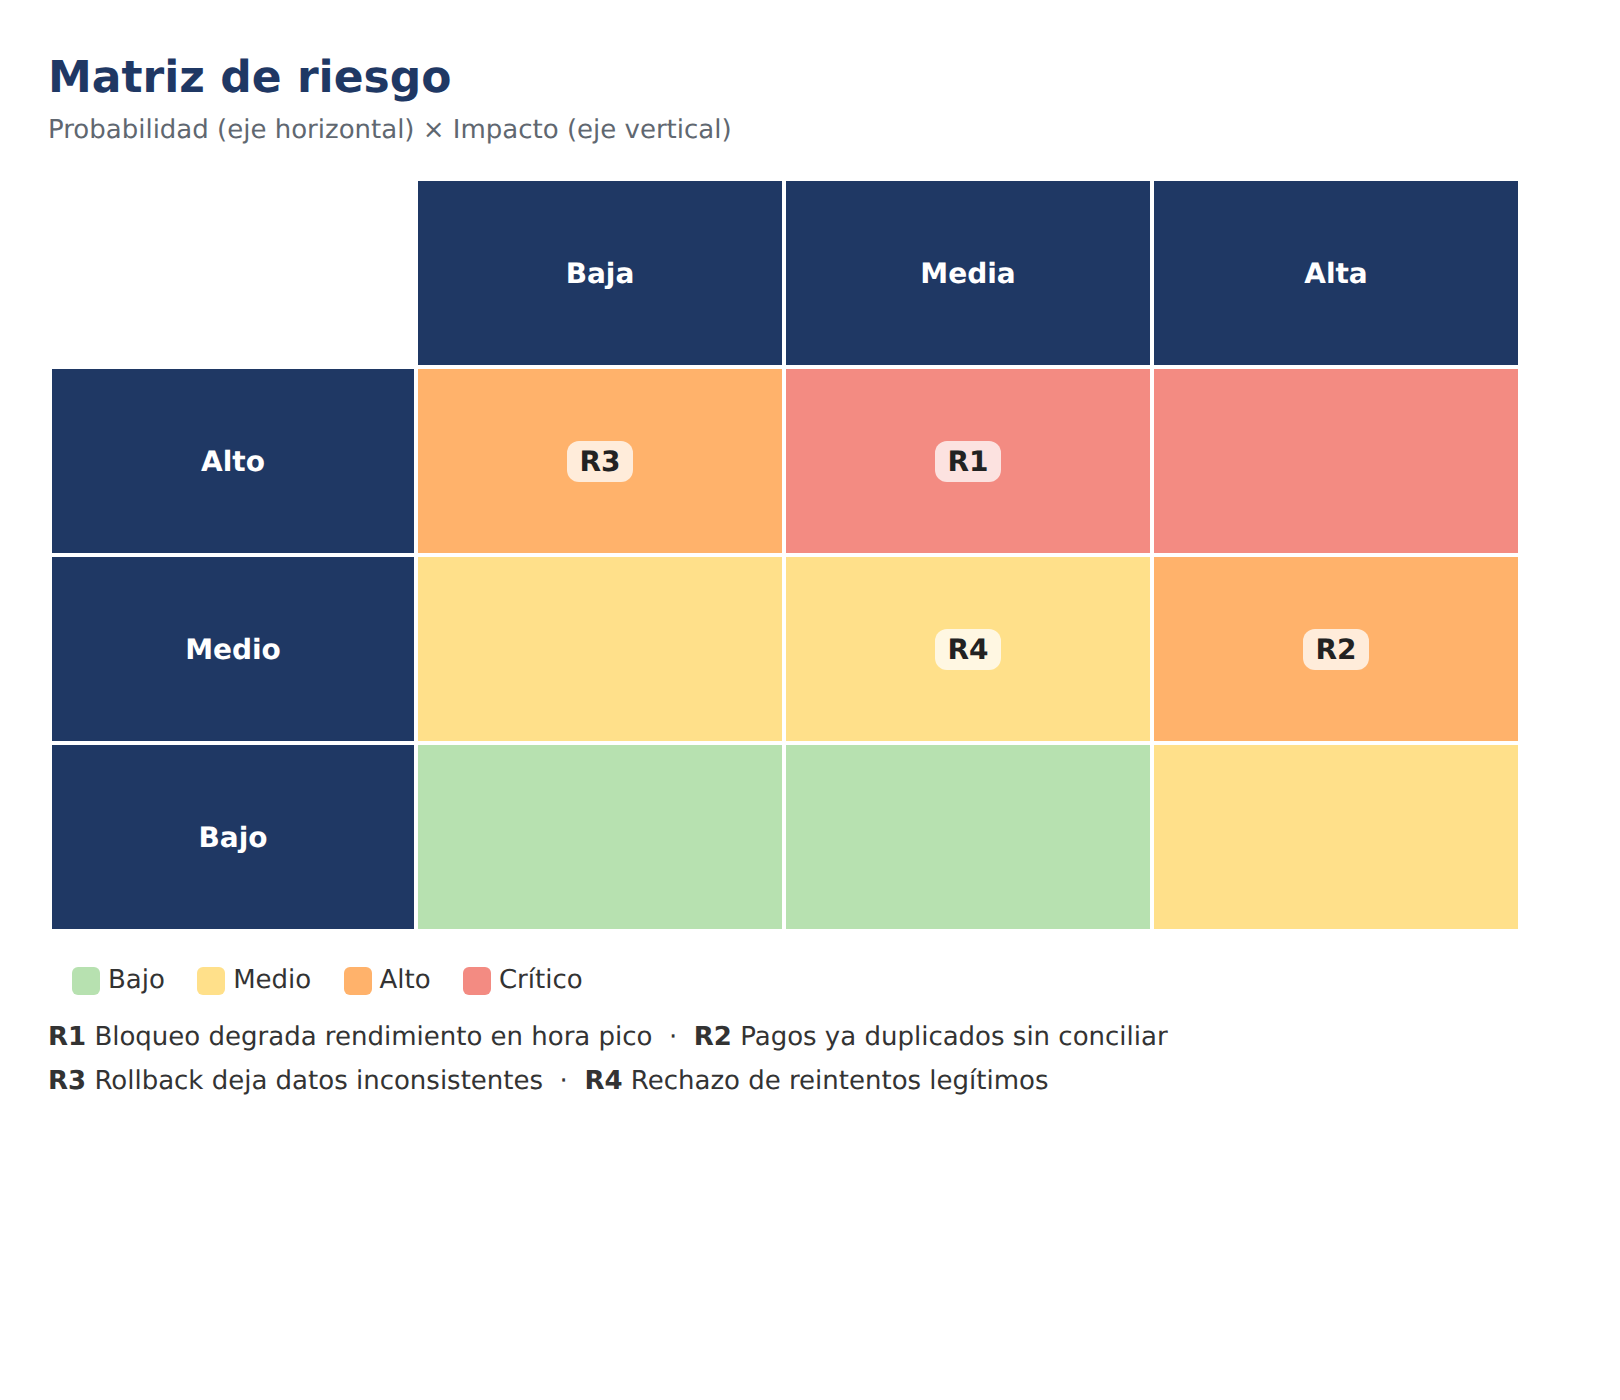 Matriz de riesgo
Probabilidad (eje horizontal) × Impacto (eje vertical)
Baja Media Alta
Alto R3 R1
Medio R4 R2
Bajo
Bajo Medio Alto Crítico
R1 Bloqueo degrada rendimiento en hora pico · R2 Pagos ya duplicados sin conciliar
R3 Rollback deja datos inconsistentes · R4 Rechazo de reintentos legítimos